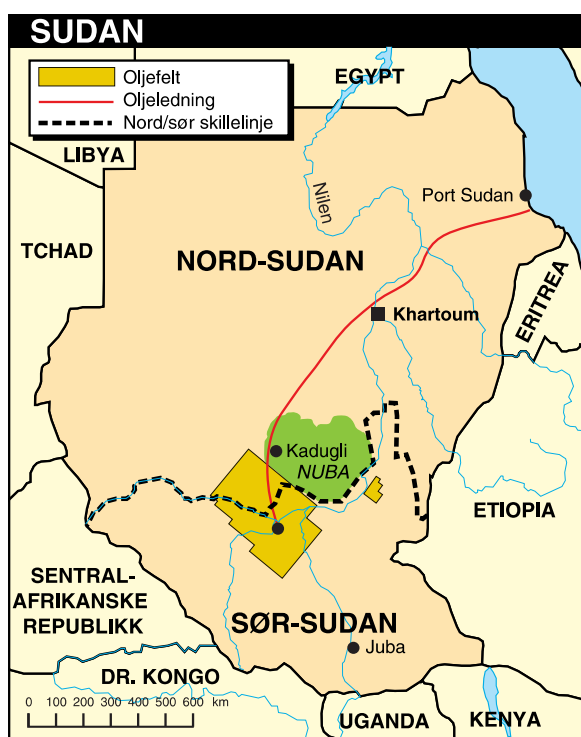 SUDAN
Oljefelt
Oljeledning
Nord/sør skillelinje
EGYPT
LIBYA
Nilen
Port Sudan
TCHAD
NORD-SUDAN
ERITREA
Khartoum
Kadugli
NUBA
ETIOPIA
SENTRAL-
AFRIKANSKE
REPUBLIKK
SØR-SUDAN
Juba
DR. KONGO
0 100 200 300 400 500 600 km
UGANDA
KENYA